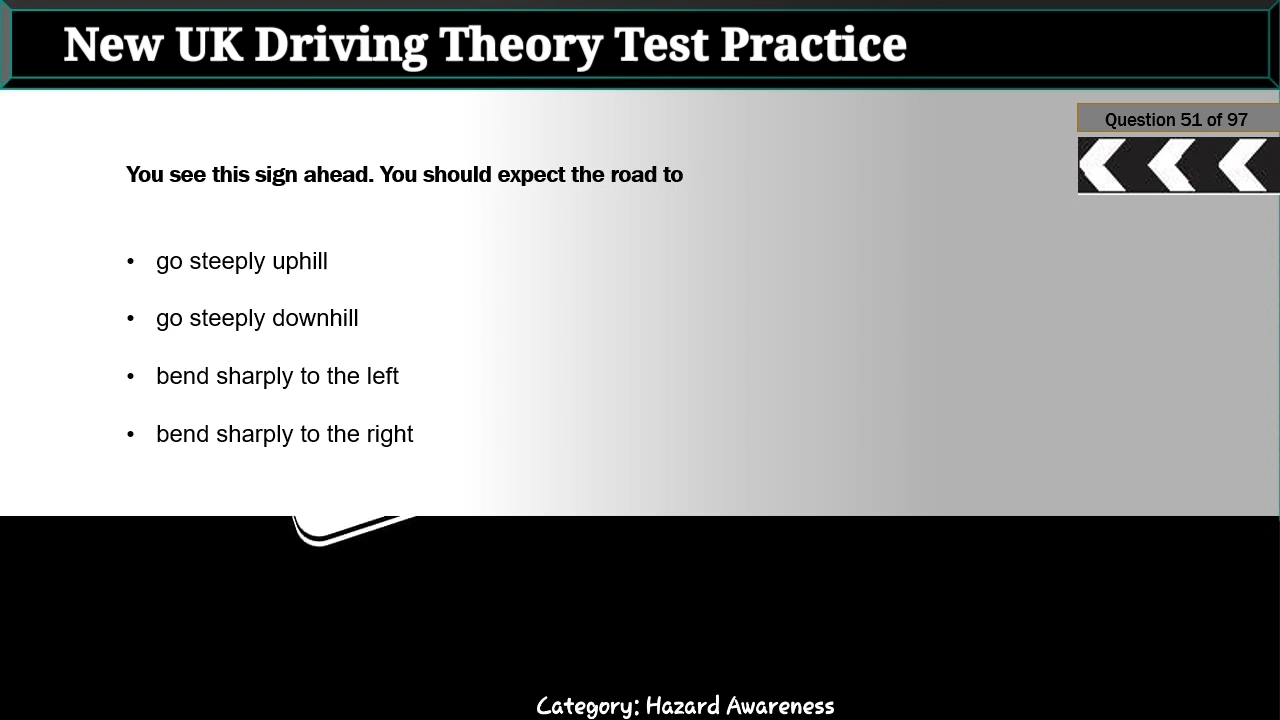 New UK Driving Theory Test Practice
Question 51 of 97
You see this sign ahead. You should expect the road to
• go steeply uphill
• go steeply downhill
• bend sharply to the left
• bend sharply to the right
Category: Hazard Awareness